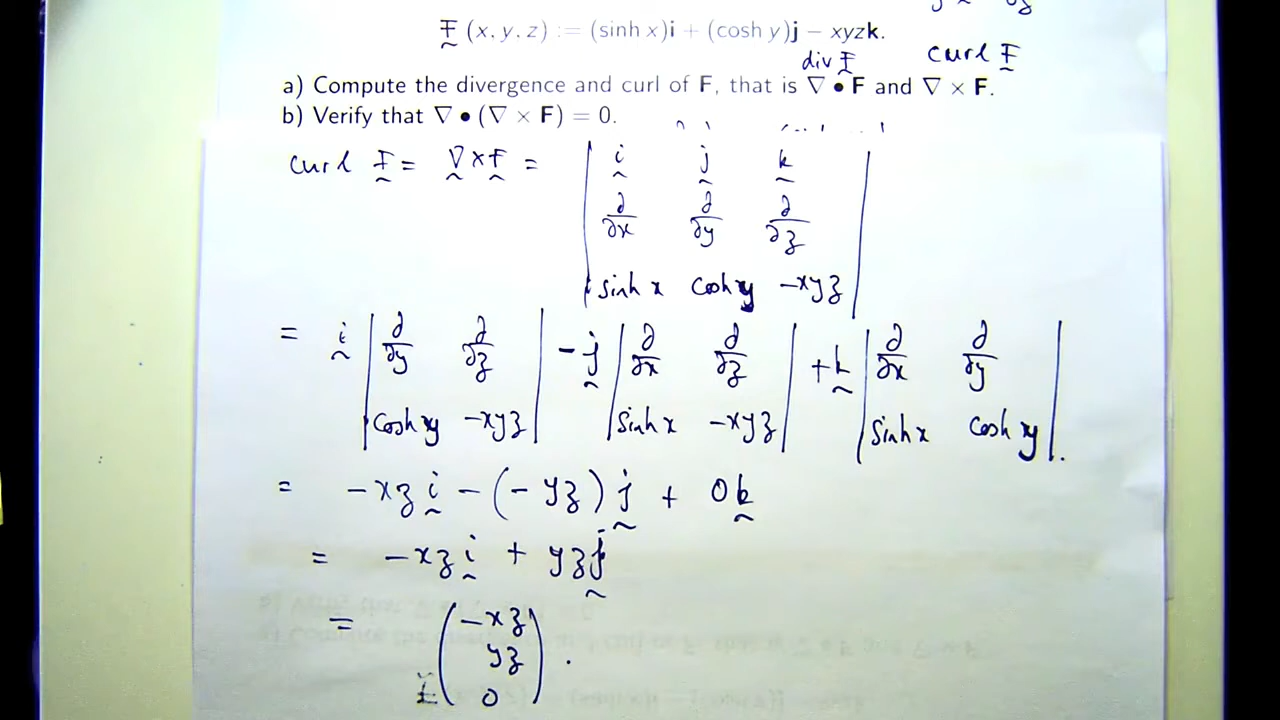 F (x, y, z) := (sinh x)i + (cosh y)j − xyzk.
div F curl F
a) Compute the divergence and curl of F, that is ∇ • F and ∇ × F.
b) Verify that ∇ • (∇ × F) = 0.
curl F = ∇ × F = | i j k |
| ∂/∂x ∂/∂y ∂/∂z |
| sinh x cosh y −xyz |
= i | ∂/∂y ∂/∂z | − j | ∂/∂x ∂/∂z | + k | ∂/∂x ∂/∂y |
| cosh y −xyz | | sinh x −xyz | | sinh x cosh y | .
= −xz i − (−yz) j + 0k
= −xz i + yz j
= ( −xz
yz
0 ) .